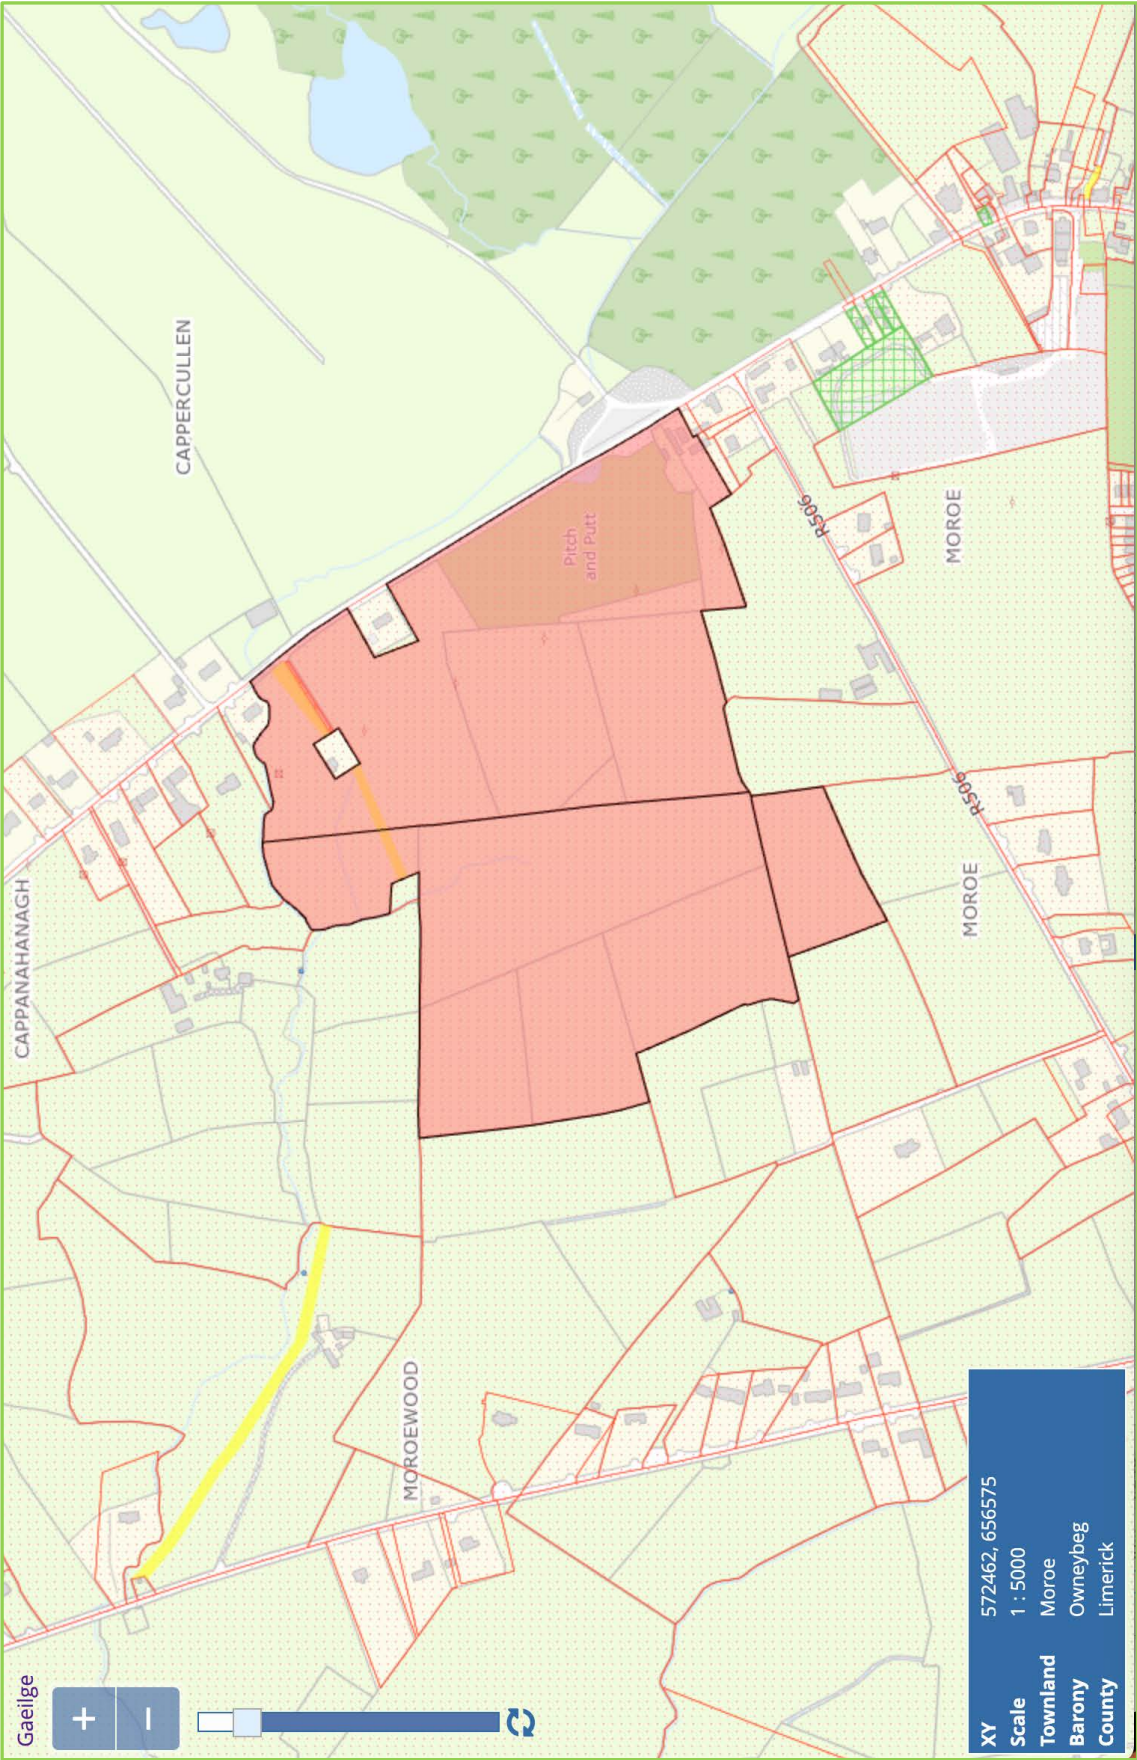 Gaeilge
+
−
CAPPANAHANAGH
CAPPERCULLEN
Pitch
and Putt
R506
MOROE
R506
MOROE
MOROEWOOD
XY 572462, 656575
Scale 1 : 5000
Townland Moroe
Barony Owneybeg
County Limerick